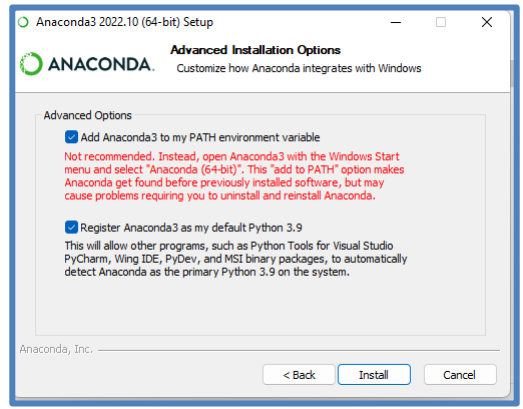 Anaconda3 2022.10 (64-bit) Setup
ANACONDA.
Advanced Installation Options
Customize how Anaconda integrates with Windows
Advanced Options
Add Anaconda3 to my PATH environment variable
Not recommended. Instead, open Anaconda3 with the Windows Start
menu and select "Anaconda (64-bit)". This "add to PATH" option makes
Anaconda get found before previously installed software, but may
cause problems requiring you to uninstall and reinstall Anaconda.
Register Anaconda3 as my default Python 3.9
This will allow other programs, such as Python Tools for Visual Studio
PyCharm, Wing IDE, PyDev, and MSI binary packages, to automatically
detect Anaconda as the primary Python 3.9 on the system.
Anaconda, Inc.
< Back
Install
Cancel